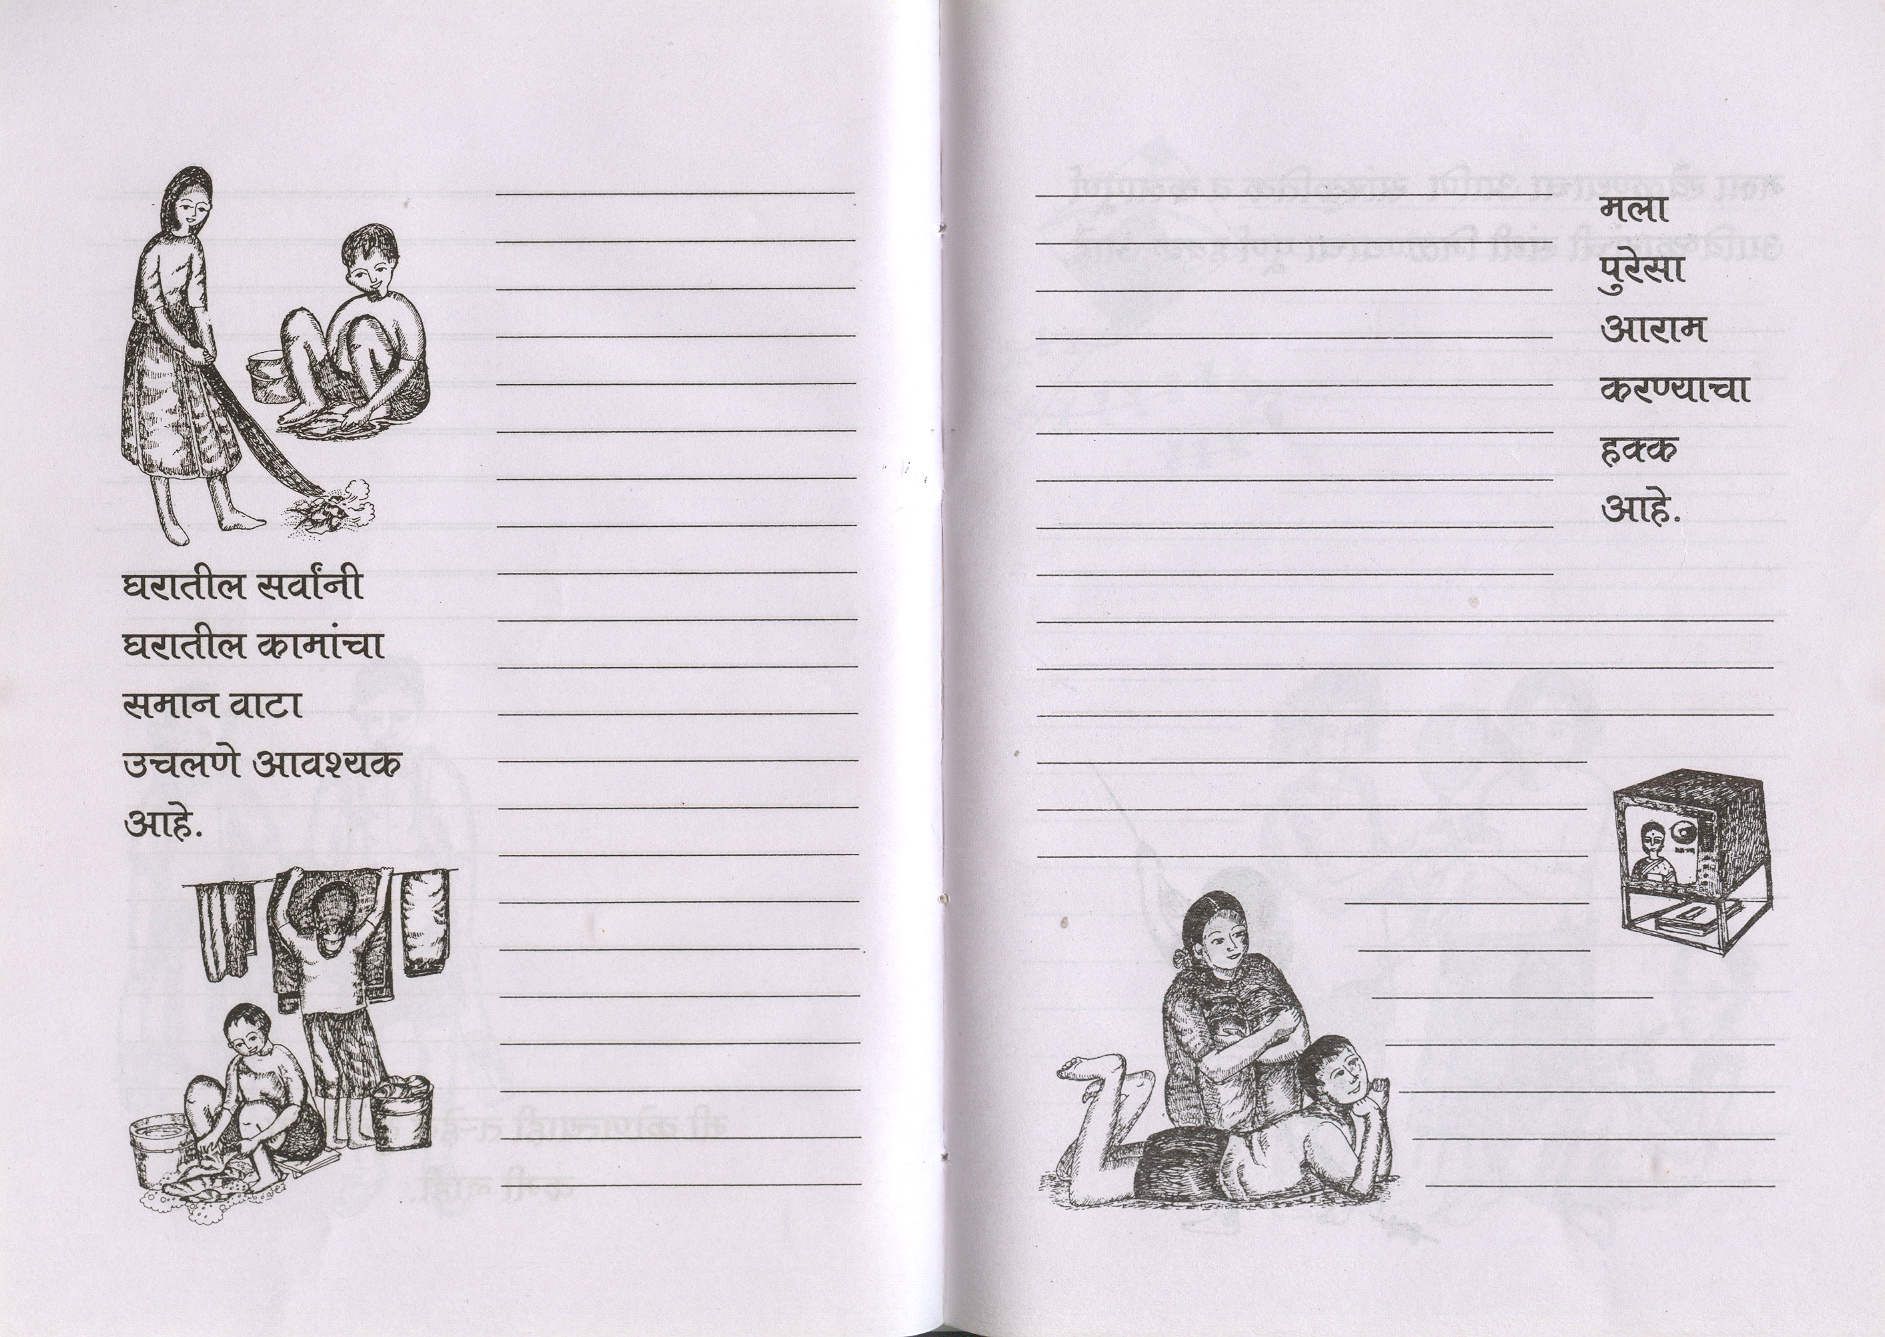 घरातील सर्वांनी
घरातील कामांचा
समान वाटा
उचलणे आवश्यक
आहे.
मला
पुरेसा
आराम
करण्याचा
हक्क
आहे.